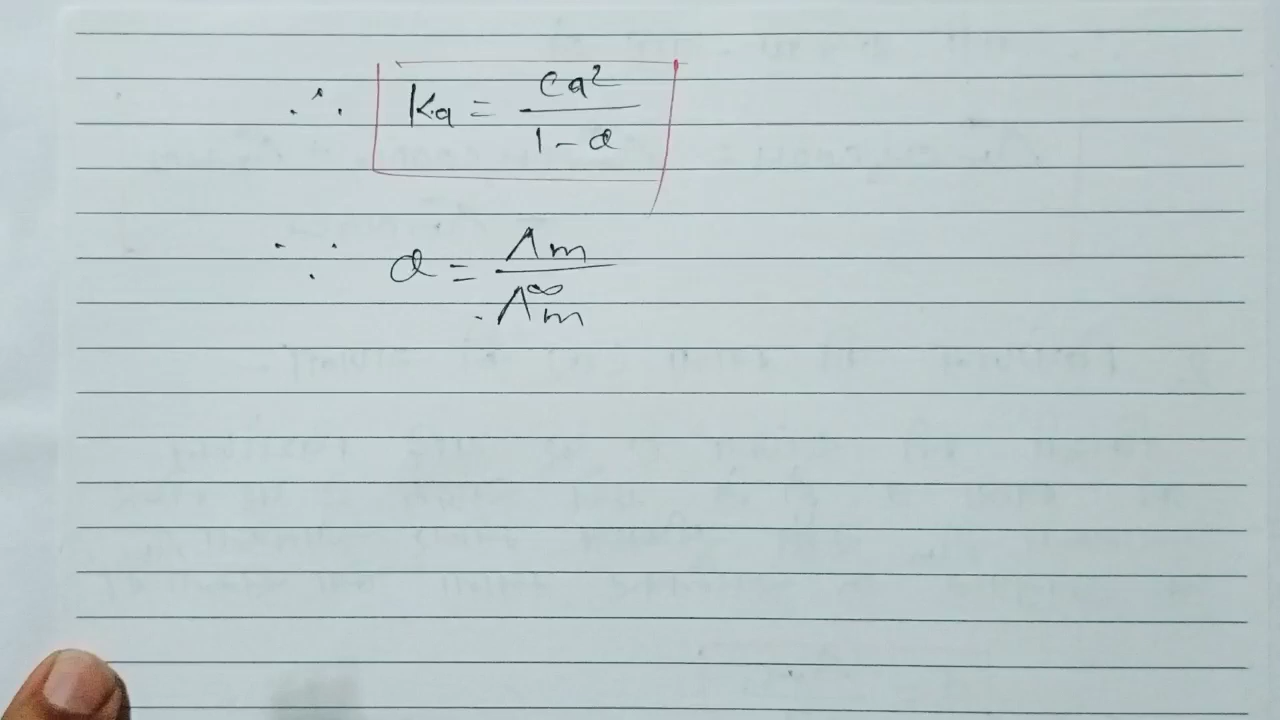 ∴ Ka = cα² / 1 - α
∵ α = Λm / Λ∞m